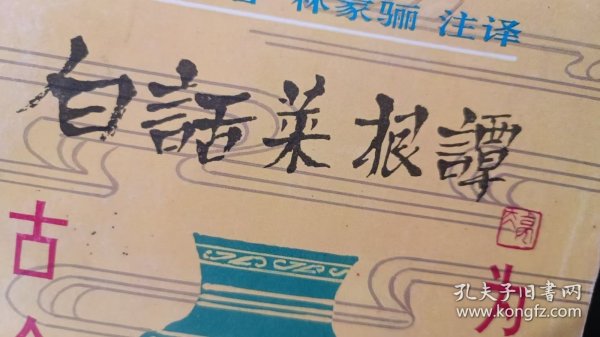 林家骊 注译
白話菜根譚
古
为
孔夫子旧书网
www.kongfz.com